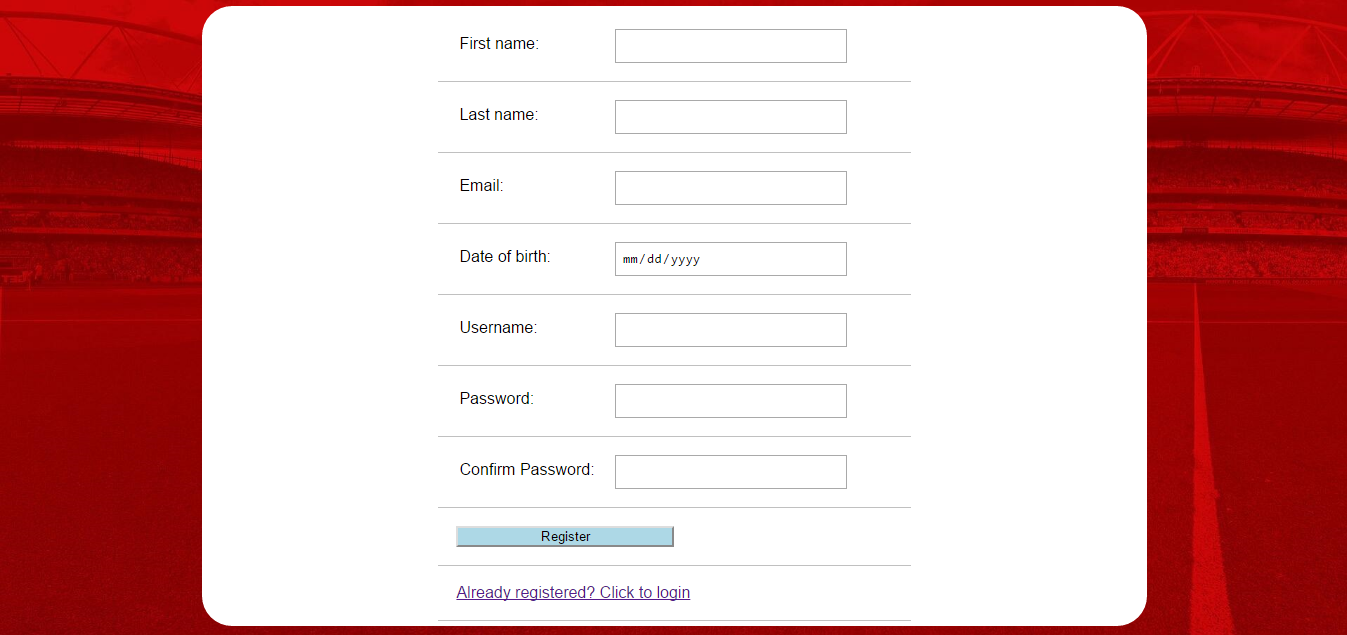 First name:
Last name:
Email:
Date of birth: mm/dd/yyyy
Username:
Password:
Confirm Password:
Register
Already registered? Click to login